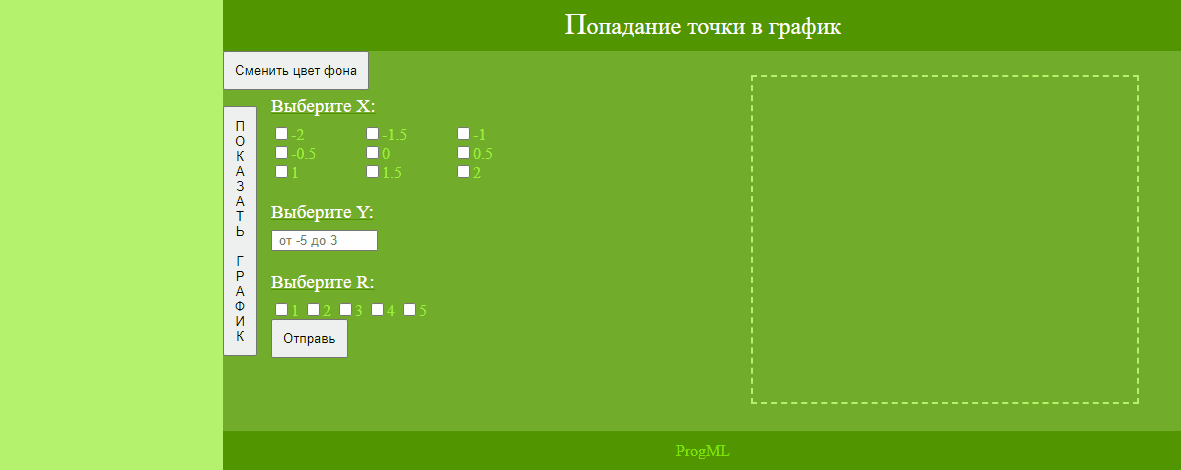 Попадание точки в график
Сменить цвет фона
ПОКАЗАТЬ ГРАФИК
Выберите X:
-2 -1.5 -1
-0.5 0 0.5
1 1.5 2
Выберите Y:
от -5 до 3
Выберите R:
1 2 3 4 5
Отправь
ProgML